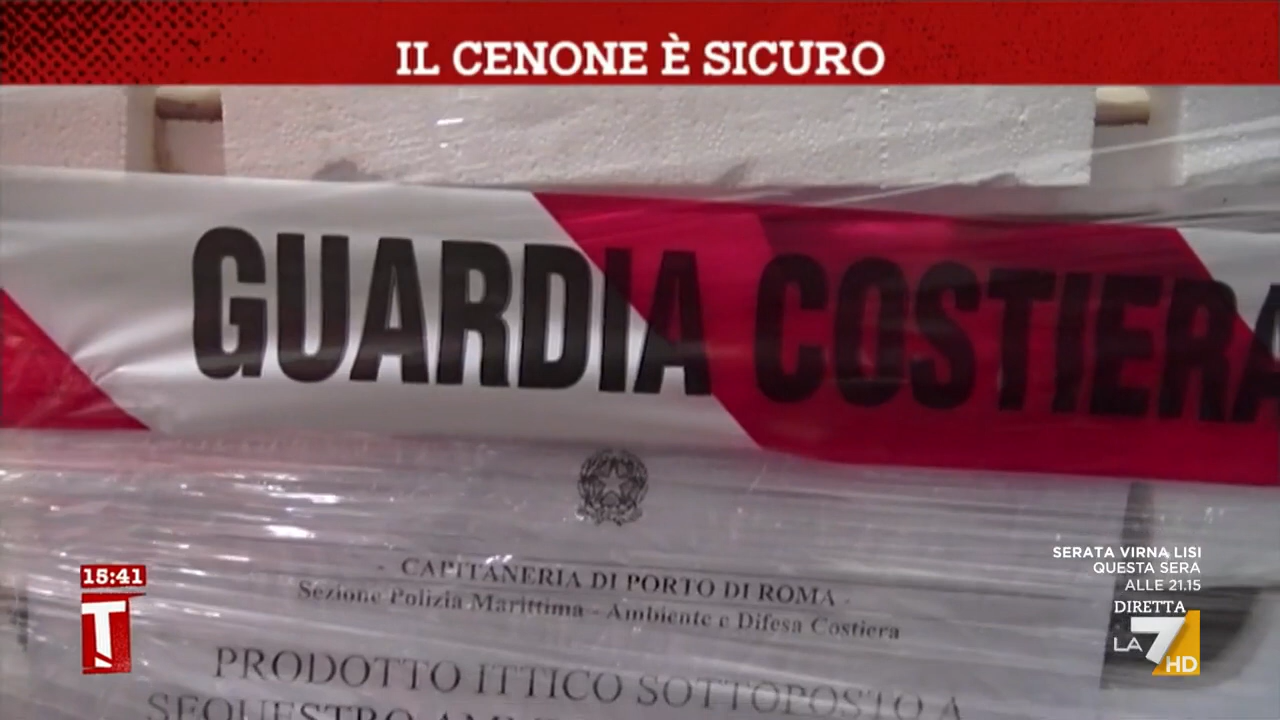 IL CENONE È SICURO
GUARDIA COSTIERA
- CAPITANERIA DI PORTO DI ROMA -
Sezione Polizia Marittima - Ambiente e Difesa Costiera
PRODOTTO ITTICO SOTTOPOSTO A
SEQUESTRO
15:41
T
SERATA VIRNA LISI
QUESTA SERA
ALLE 21.15
DIRETTA
LA 7 HD